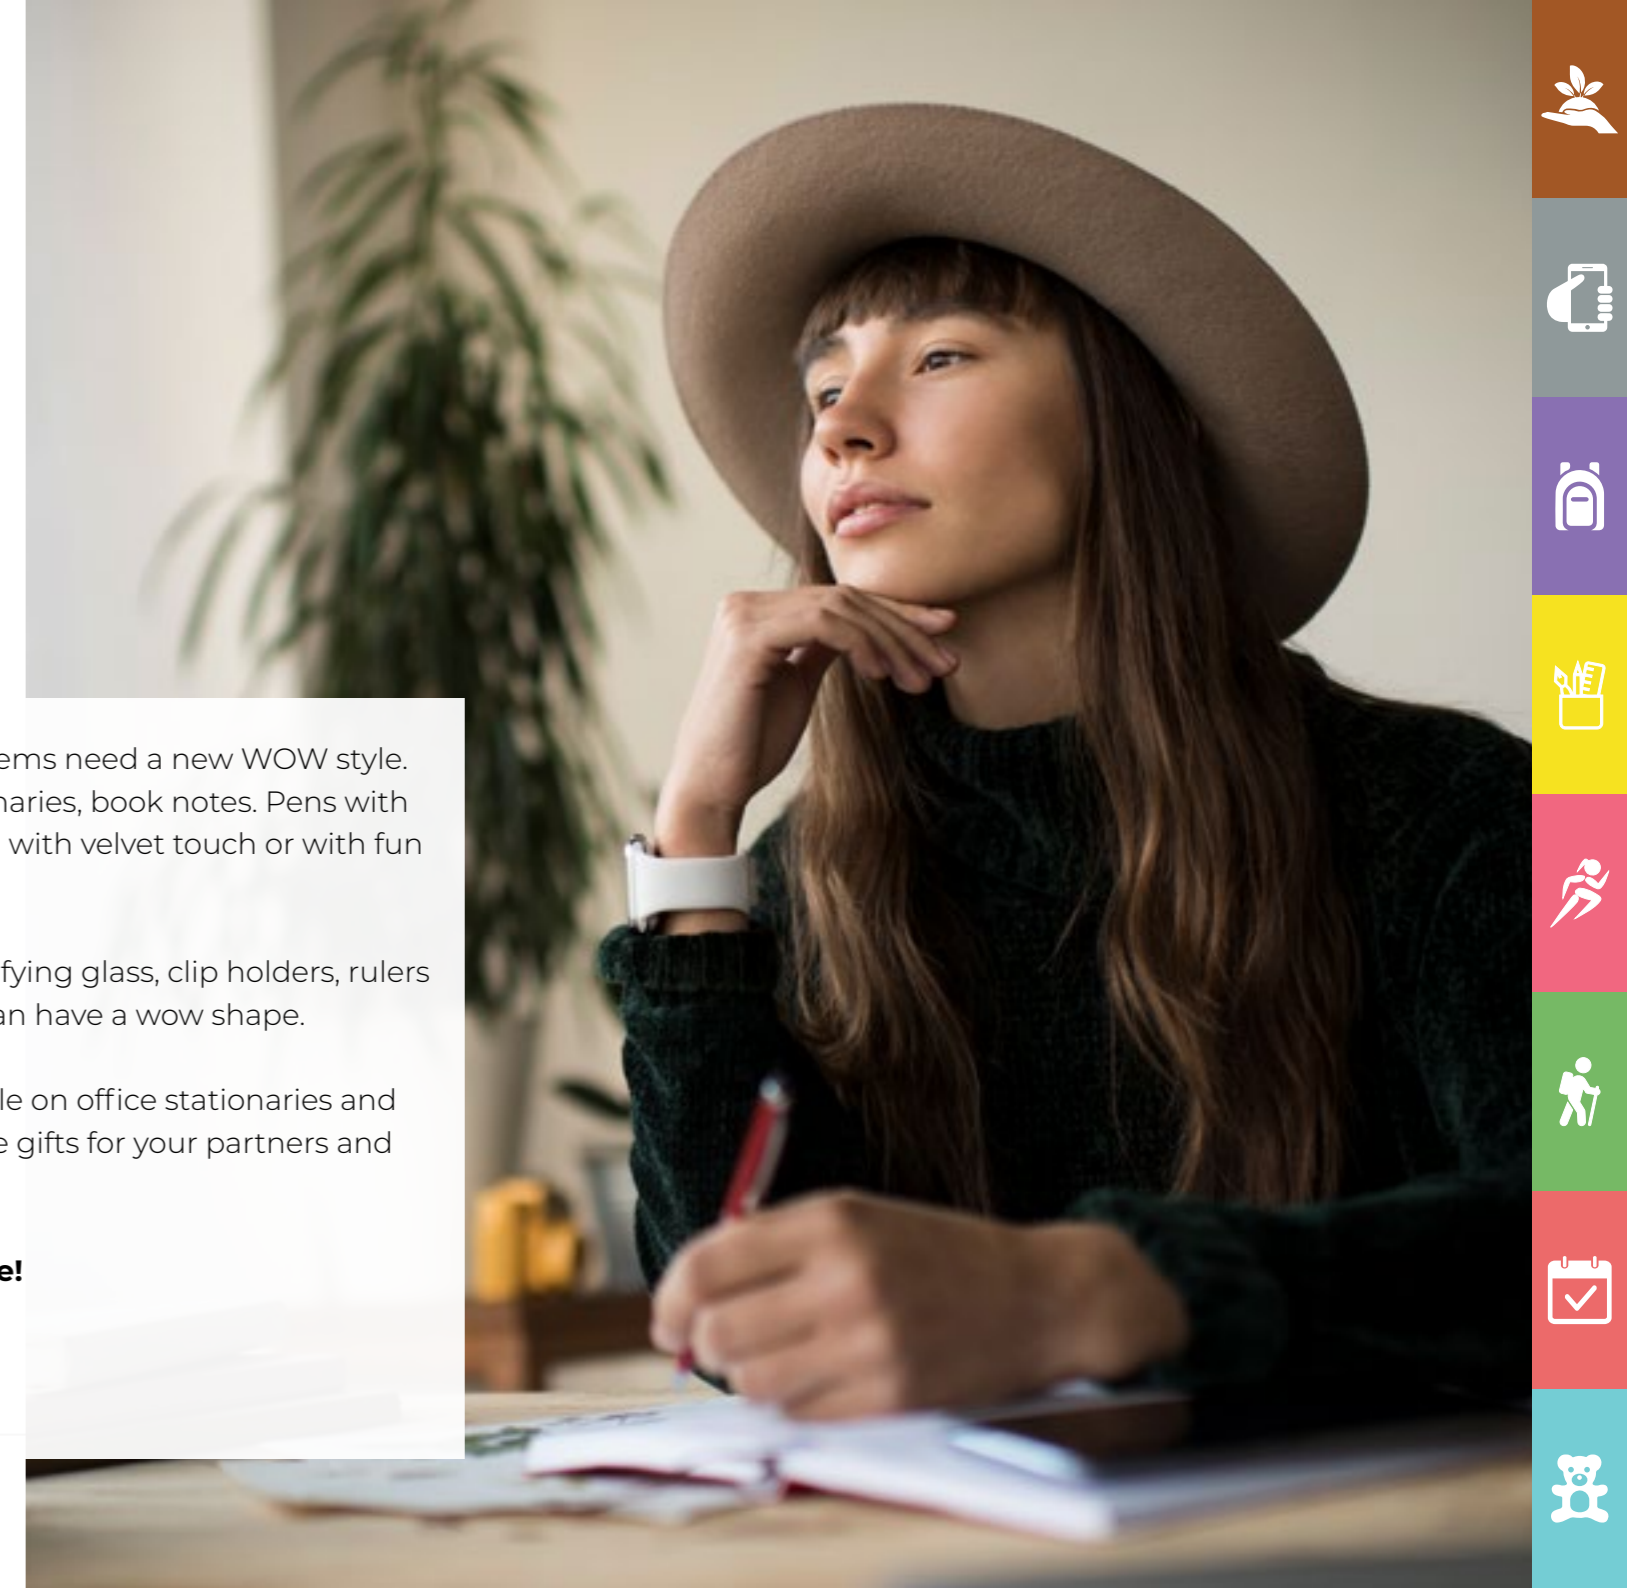 ems need a new WOW style.
naries, book notes. Pens with
with velvet touch or with fun
fying glass, clip holders, rulers
an have a wow shape.
le on office stationaries and
e gifts for your partners and
e!